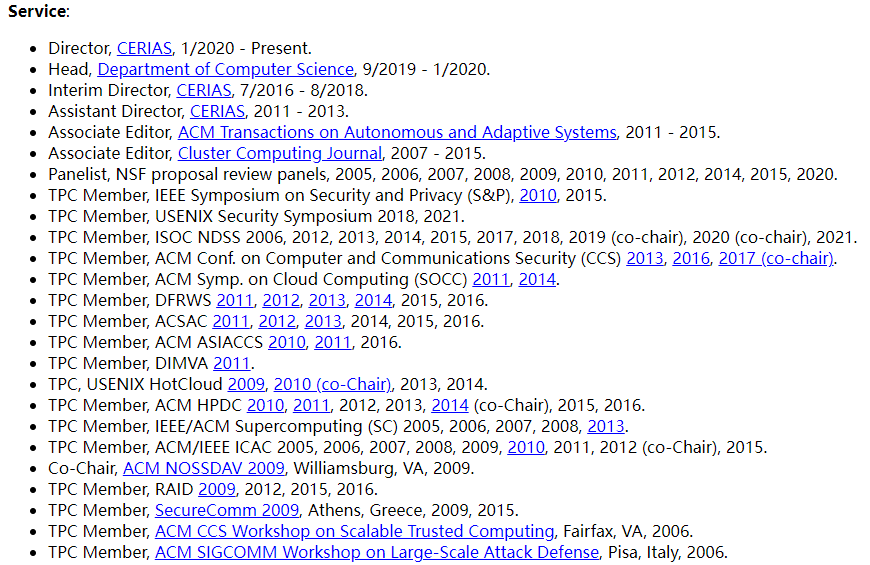 Service:
• Director, CERIAS, 1/2020 - Present.
• Head, Department of Computer Science, 9/2019 - 1/2020.
• Interim Director, CERIAS, 7/2016 - 8/2018.
• Assistant Director, CERIAS, 2011 - 2013.
• Associate Editor, ACM Transactions on Autonomous and Adaptive Systems, 2011 - 2015.
• Associate Editor, Cluster Computing Journal, 2007 - 2015.
• Panelist, NSF proposal review panels, 2005, 2006, 2007, 2008, 2009, 2010, 2011, 2012, 2014, 2015, 2020.
• TPC Member, IEEE Symposium on Security and Privacy (S&P), 2010, 2015.
• TPC Member, USENIX Security Symposium 2018, 2021.
• TPC Member, ISOC NDSS 2006, 2012, 2013, 2014, 2015, 2017, 2018, 2019 (co-chair), 2020 (co-chair), 2021.
• TPC Member, ACM Conf. on Computer and Communications Security (CCS) 2013, 2016, 2017 (co-chair).
• TPC Member, ACM Symp. on Cloud Computing (SOCC) 2011, 2014.
• TPC Member, DFRWS 2011, 2012, 2013, 2014, 2015, 2016.
• TPC Member, ACSAC 2011, 2012, 2013, 2014, 2015, 2016.
• TPC Member, ACM ASIACCS 2010, 2011, 2016.
• TPC Member, DIMVA 2011.
• TPC, USENIX HotCloud 2009, 2010 (co-Chair), 2013, 2014.
• TPC Member, ACM HPDC 2010, 2011, 2012, 2013, 2014 (co-Chair), 2015, 2016.
• TPC Member, IEEE/ACM Supercomputing (SC) 2005, 2006, 2007, 2008, 2013.
• TPC Member, ACM/IEEE ICAC 2005, 2006, 2007, 2008, 2009, 2010, 2011, 2012 (co-Chair), 2015.
• Co-Chair, ACM NOSSDAV 2009, Williamsburg, VA, 2009.
• TPC Member, RAID 2009, 2012, 2015, 2016.
• TPC Member, SecureComm 2009, Athens, Greece, 2009, 2015.
• TPC Member, ACM CCS Workshop on Scalable Trusted Computing, Fairfax, VA, 2006.
• TPC Member, ACM SIGCOMM Workshop on Large-Scale Attack Defense, Pisa, Italy, 2006.